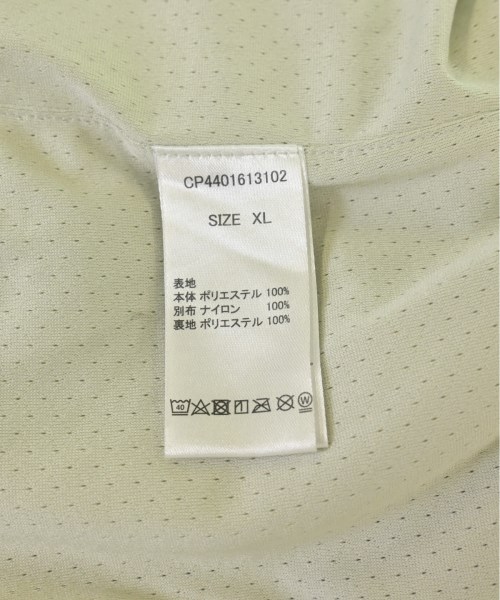 CP4401613102
SIZE XL
表地
本体 ポリエステル 100%
別布 ナイロン 100%
裏地 ポリエステル 100%
40 W